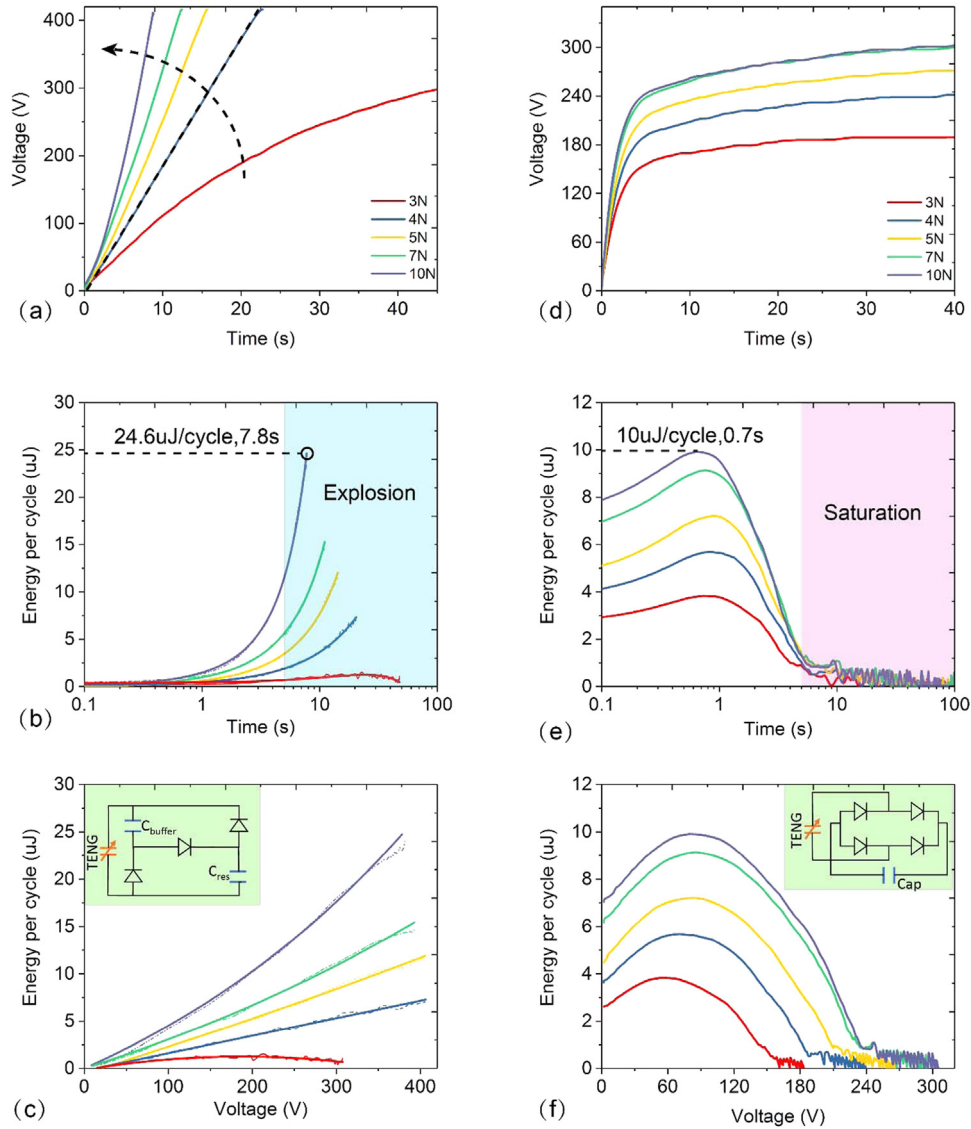 400
300
200
100
0
Voltage (V)
3N
4N
5N
7N
10N
0 10 20 30 40
(a)
Time (s)
300
240
180
120
60
0
Voltage (V)
3N
4N
5N
7N
10N
0 10 20 30 40
(d)
Time (s)
30
25
20
15
10
5
0
Energy per cycle (uJ)
24.6uJ/cycle,7.8s
Explosion
0.1 1 10 100
(b)
Time (s)
12
10
8
6
4
2
0
Energy per cycle (uJ)
10uJ/cycle,0.7s
Saturation
0.1 1 10 100
(e)
Time (s)
30
25
20
15
10
5
0
Energy per cycle (uJ)
TENG
Cbuffer
Cres
0 100 200 300 400
(c)
Voltage (V)
12
10
8
6
4
2
0
Energy per cycle (uJ)
TENG
Cap
0 60 120 180 240 300
(f)
Voltage (V)